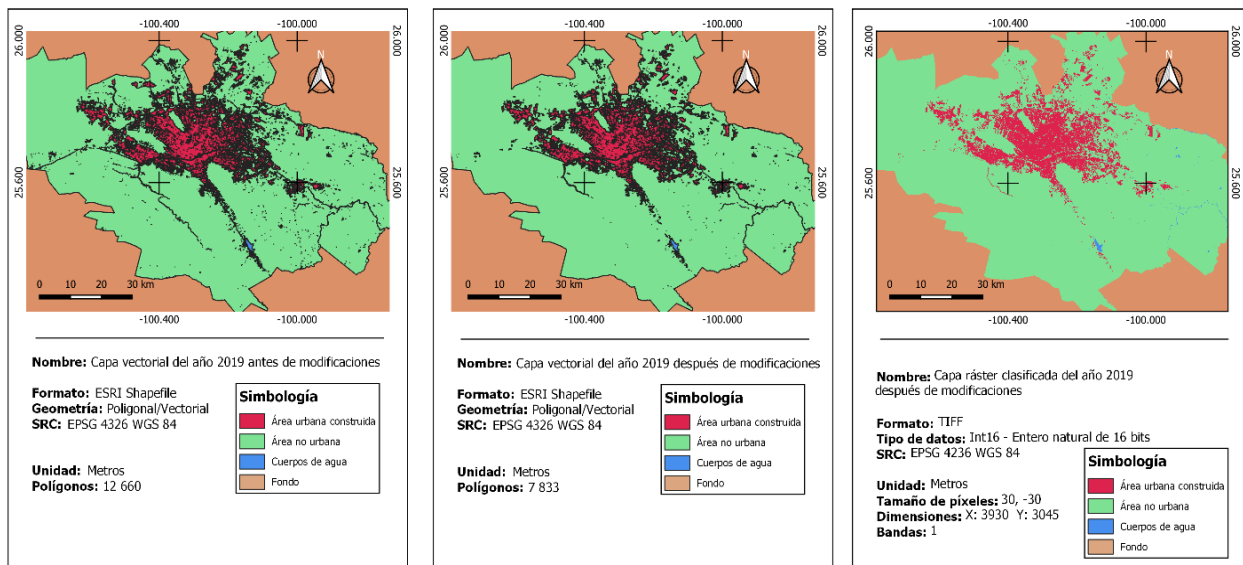 -100.400 -100.000
26.000 26.000
N
25.600 25.600
0 10 20 30 km
-100.400 -100.000
Nombre: Capa vectorial del año 2019 antes de modificaciones
Formato: ESRI Shapefile
Geometría: Poligonal/Vectorial
SRC: EPSG 4326 WGS 84
Unidad: Metros
Polígonos: 12 660
Simbología
Área urbana construida
Área no urbana
Cuerpos de agua
Fondo
-100.400 -100.000
26.000 26.000
N
25.600 25.600
0 10 20 30 km
-100.400 -100.000
Nombre: Capa vectorial del año 2019 después de modificaciones
Formato: ESRI Shapefile
Geometría: Poligonal/Vectorial
SRC: EPSG 4326 WGS 84
Unidad: Metros
Polígonos: 7 833
Simbología
Área urbana construida
Área no urbana
Cuerpos de agua
Fondo
-100.400 -100.000
26.000 26.000
N
25.600 25.600
0 10 20 30 km
-100.400 -100.000
Nombre: Capa ráster clasificada del año 2019
después de modificaciones
Formato: TIFF
Tipo de datos: Int16 - Entero natural de 16 bits
SRC: EPSG 4236 WGS 84
Unidad: Metros
Tamaño de píxeles: 30, -30
Dimensiones: X: 3930 Y: 3045
Bandas: 1
Simbología
Área urbana construida
Área no urbana
Cuerpos de agua
Fondo